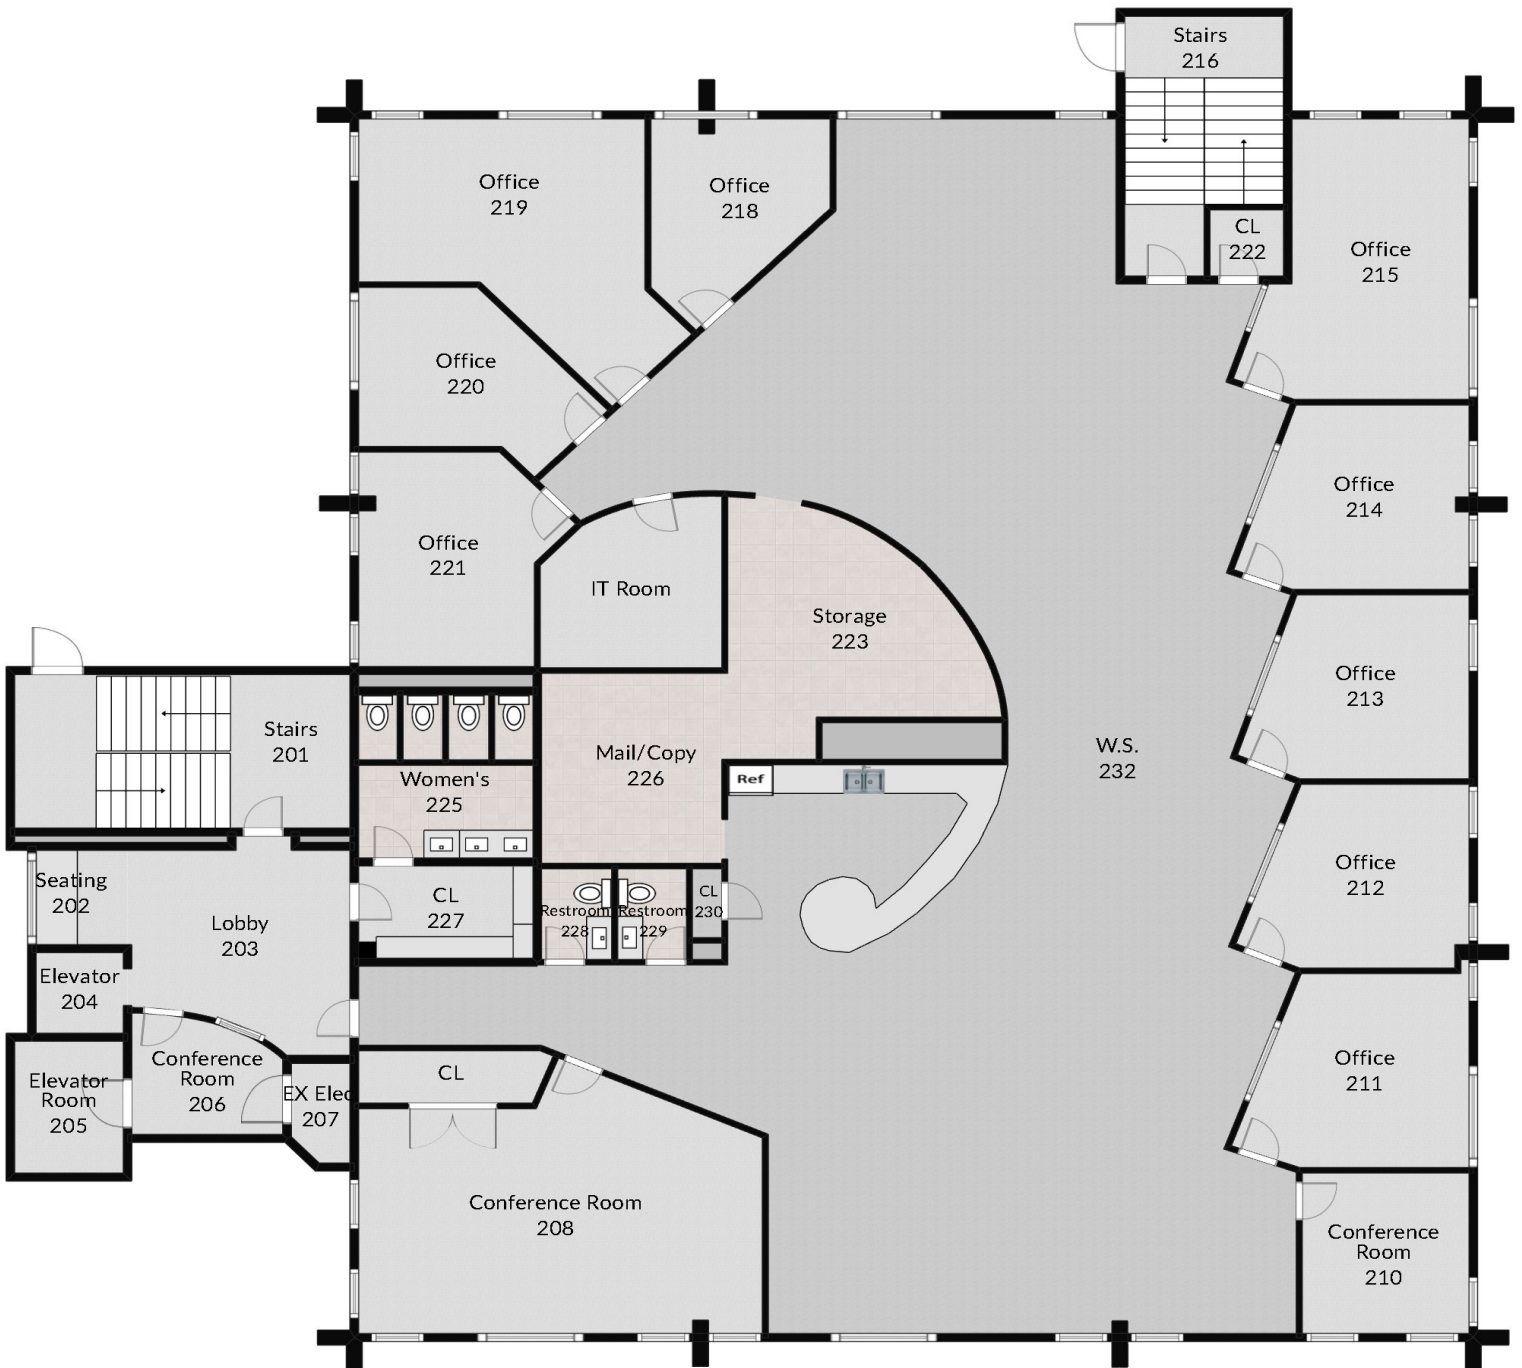 Stairs
216
Office
219
Office
218
CL
222
Office
215
Office
220
Office
214
Office
221
IT Room
Storage
223
Office
213
Stairs
201
Mail/Copy
226
W.S.
232
Women's
225
Ref
Seating
202
CL
227
Restroom
228
Restroom
229
CL
230
Office
212
Lobby
203
Elevator
204
Conference
Room
206
Elevator
Room
205
EX Elec
207
CL
Office
211
Conference Room
208
Conference
Room
210